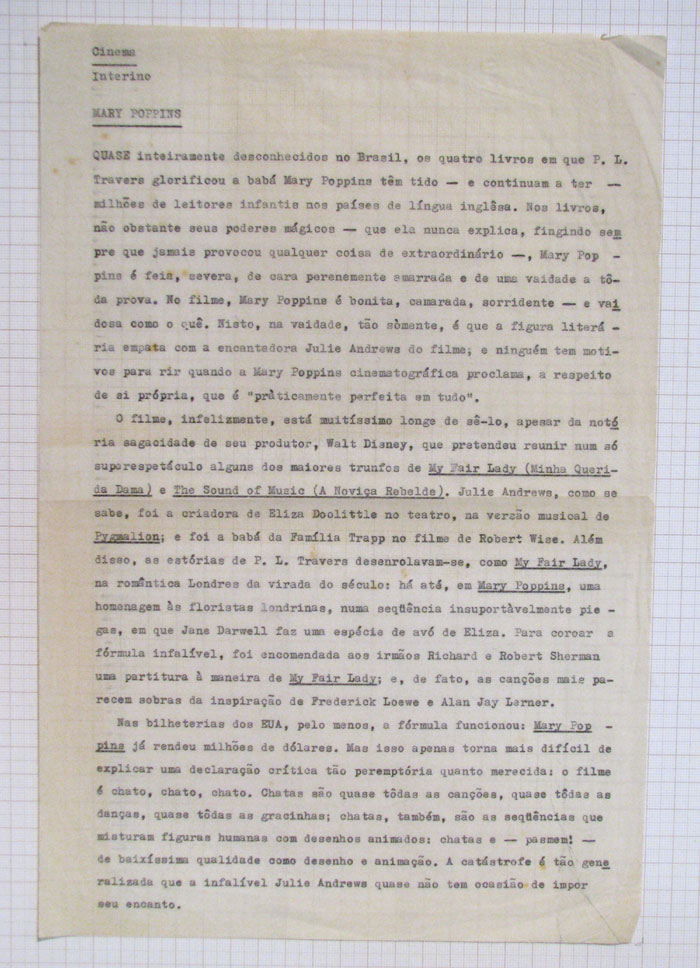 Cinema
Interino
MARY POPPINS
QUASE inteiramente desconhecidos no Brasil, os quatro livros em que P. L.
Travers glorificou a babá Mary Poppins têm tido — e continuam a ter —
milhões de leitores infantis nos países de língua inglêsa. Nos livros,
não obstante seus poderes mágicos — que ela nunca explica, fingindo sem
pre que jamais provocou qualquer coisa de extraordinário —, Mary Pop -
pins é feia, severa, de cara perenemente amarrada e de uma vaidade a tô-
da prova. No filme, Mary Poppins é bonita, camarada, sorridente — e vai
dosa como o quê. Nisto, na vaidade, tão sòmente, é que a figura literá -
ria empata com a encantadora Julie Andrews do filme; e ninguém tem moti-
vos para rir quando a Mary Poppins cinematográfica proclama, a respeito
de si própria, que é "pràticamente perfeita em tudo".
O filme, infelizmente, está muitíssimo longe de sê-lo, apesar da notó
ria sagacidade de seu produtor, Walt Disney, que pretendeu reunir num só
superespetáculo alguns dos maiores trunfos de My Fair Lady (Minha Queri-
da Dama) e The Sound of Music (A Noviça Rebelde). Julie Andrews, como se
sabe, foi a criadora de Eliza Doolittle no teatro, na versão musical de
Pygmalion; e foi a babá da Família Trapp no filme de Robert Wise. Além
disso, as estórias de P. L. Travers desenrolavam-se, como My Fair Lady,
na romântica Londres da virada do século: há até, em Mary Poppins, uma
homenagem às floristas londrinas, numa seqüência insuportàvelmente pie -
gas, em que Jane Darwell faz uma espécie de avó de Eliza. Para coroar a
fórmula infalível, foi encomendada aos irmãos Richard e Robert Sherman
uma partitura à maneira de My Fair Lady; e, de fato, as canções mais pa-
recem sobras da inspiração de Frederick Loewe e Alan Jay Lerner.
Nas bilheterias dos EUA, pelo menos, a fórmula funcionou: Mary Pop -
pins já rendeu milhões de dólares. Mas isso apenas torna mais difícil de
explicar uma declaração crítica tão peremptória quanto merecida: o filme
é chato, chato, chato. Chatas são quase tôdas as canções, quase tôdas as
danças, quase tôdas as gracinhas; chatas, também, são as seqüências que
misturam figuras humanas com desenhos animados: chatas e — pasmem! —
de baixíssima qualidade como desenho e animação. A catástrofe é tão gene
ralizada que a infalível Julie Andrews quase não tem ocasião de impor
seu encanto.